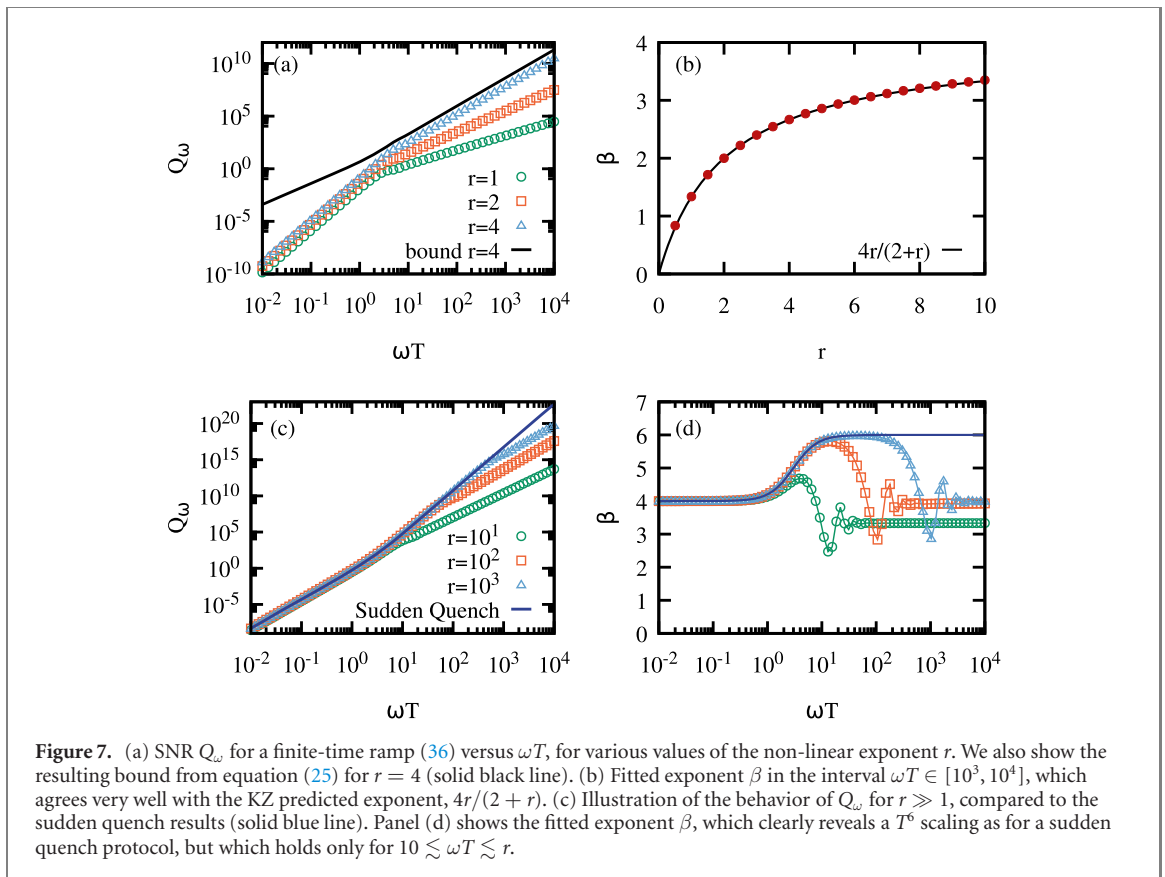 (a)
10^10
10^5
10^0
10^-5
10^-10
Qω
r=1
r=2
r=4
bound r=4
10^-2 10^-1 10^0 10^1 10^2 10^3 10^4
ωT
(b)
4
3
2
1
0
β
4r/(2+r)
0 2 4 6 8 10
r
(c)
10^20
10^15
10^10
10^5
10^0
10^-5
Qω
r=10^1
r=10^2
r=10^3
Sudden Quench
10^-2 10^-1 10^0 10^1 10^2 10^3 10^4
ωT
(d)
7
6
5
4
3
2
1
0
β
10^-2 10^-1 10^0 10^1 10^2 10^3 10^4
ωT
Figure 7. (a) SNR Q_ω for a finite-time ramp (36) versus ωT, for various values of the non-linear exponent r. We also show the
resulting bound from equation (25) for r = 4 (solid black line). (b) Fitted exponent β in the interval ωT ∈ [10^3, 10^4], which
agrees very well with the KZ predicted exponent, 4r/(2 + r). (c) Illustration of the behavior of Q_ω for r ≫ 1, compared to the
sudden quench results (solid blue line). Panel (d) shows the fitted exponent β, which clearly reveals a T^6 scaling as for a sudden
quench protocol, but which holds only for 10 ≲ ωT ≲ r.